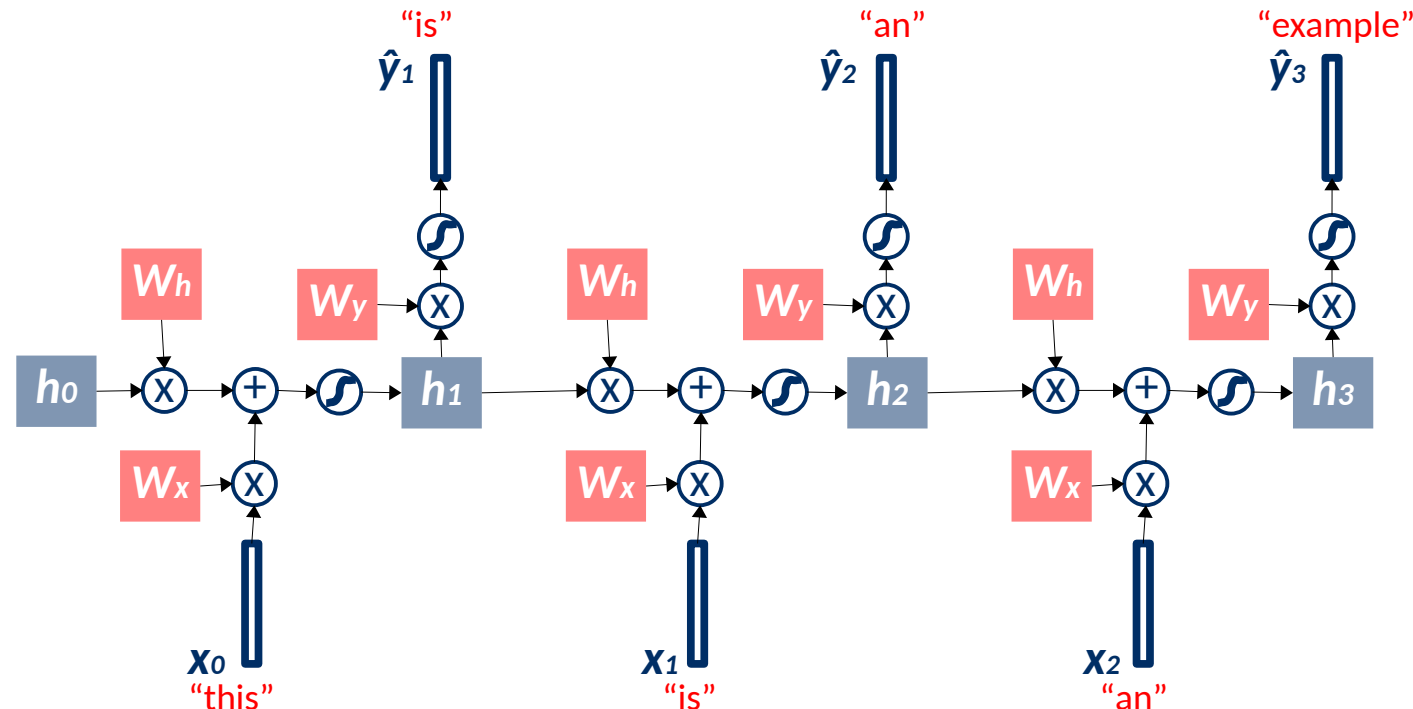 “is” “an” “example”
ŷ1 ŷ2 ŷ3
Wh Wy Wh Wy Wh Wy
X X X
h0 X + h1 X + h2 X + h3
Wx X Wx X Wx X
x0 x1 x2
“this” “is” “an”